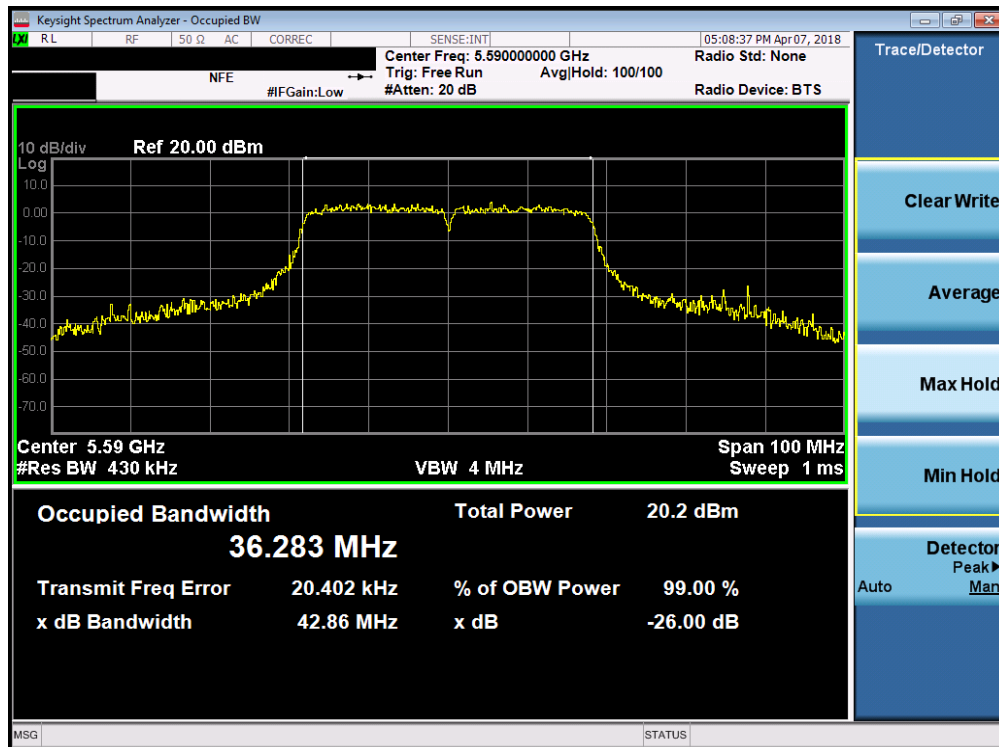 Keysight Spectrum Analyzer - Occupied BW
LXI RL RF 50 Ω AC CORREC SENSE:INT 05:08:37 PM Apr 07, 2018
Center Freq: 5.590000000 GHz Radio Std: None
NFE Trig: Free Run Avg|Hold: 100/100
#IFGain:Low #Atten: 20 dB Radio Device: BTS
Trace/Detector
10 dB/div Ref 20.00 dBm
Log
10.0
0.00
-10.0
-20.0
-30.0
-40.0
-50.0
-60.0
-70.0
Center 5.59 GHz Span 100 MHz
#Res BW 430 kHz VBW 4 MHz Sweep 1 ms
Occupied Bandwidth Total Power 20.2 dBm
36.283 MHz
Transmit Freq Error 20.402 kHz % of OBW Power 99.00 %
x dB Bandwidth 42.86 MHz x dB -26.00 dB
Clear Write
Average
Max Hold
Min Hold
Detector
Peak
Auto Man
MSG STATUS